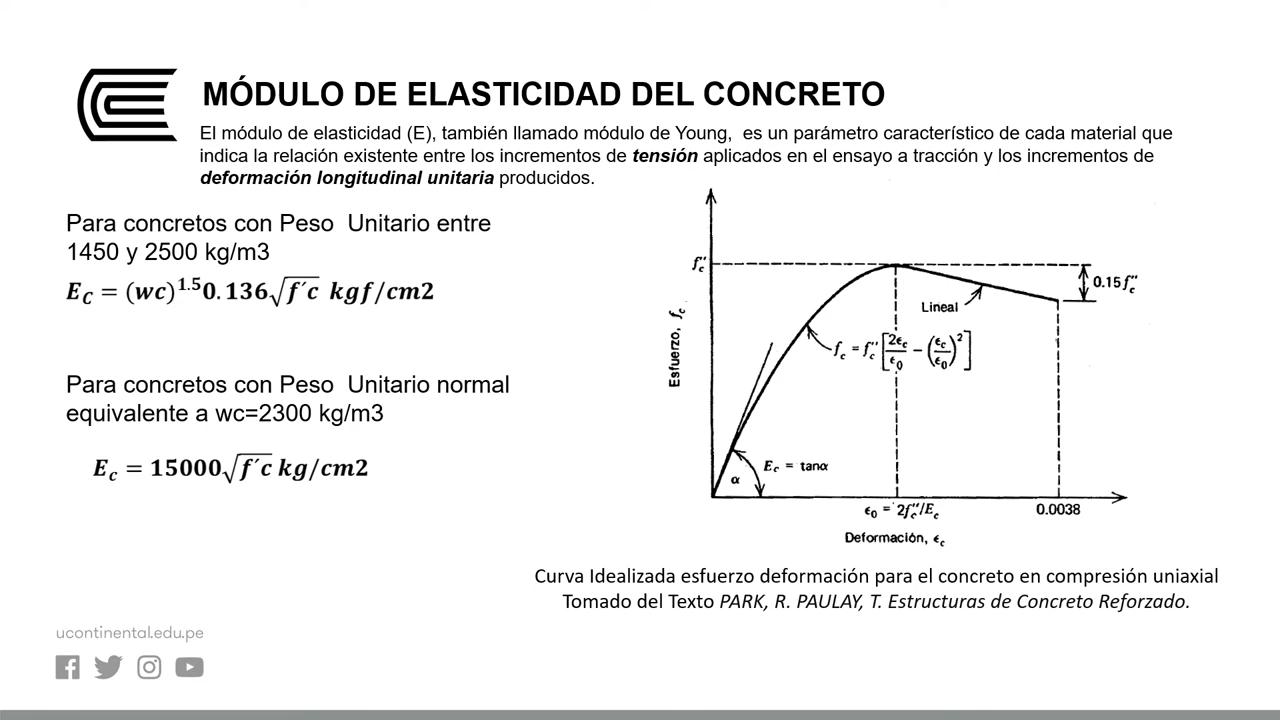 MÓDULO DE ELASTICIDAD DEL CONCRETO
El módulo de elasticidad (E), también llamado módulo de Young,  es un parámetro característico de cada material que
indica la relación existente entre los incrementos de tensión aplicados en el ensayo a tracción y los incrementos de
deformación longitudinal unitaria producidos.
Para concretos con Peso  Unitario entre
1450 y 2500 kg/m3
E_C = (wc)^1.5 0.136√f´c kgf/cm2
Para concretos con Peso  Unitario normal
equivalente a wc=2300 kg/m3
E_c = 15000√f´c kg/cm2
f''_c
0.15f''_c
Lineal
Esfuerzo, f_c
f_c = f''_c [2ϵ_c/ϵ_0 − (ϵ_c/ϵ_0)^2]
E_c = tanα
α
ϵ_0 = 2f''_c/E_c
0.0038
Deformación, ϵ_c
Curva Idealizada esfuerzo deformación para el concreto en compresión uniaxial
Tomado del Texto PARK, R. PAULAY, T. Estructuras de Concreto Reforzado.
ucontinental.edu.pe